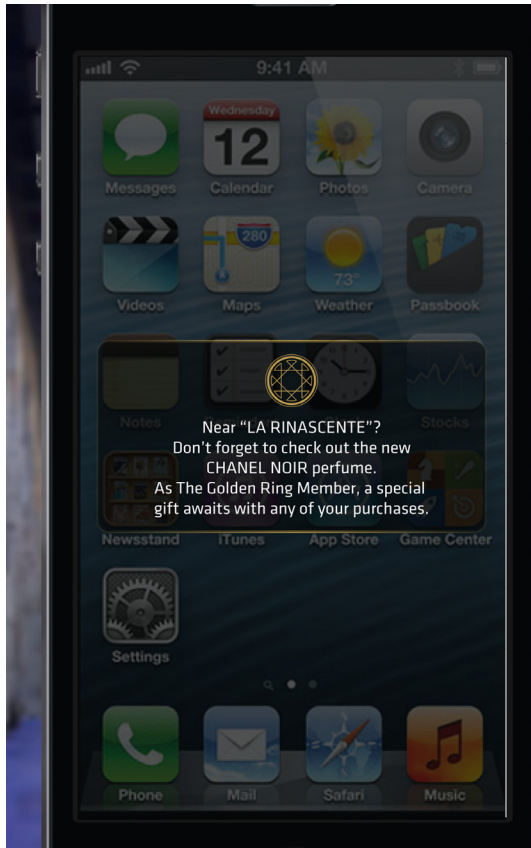 9:41 AM
Wednesday
12
Messages
Calendar
Photos
Camera
280
73°
Videos
Maps
Weather
Passbook
Near “LA RINASCENTE”?
Don’t forget to check out the new
CHANEL NOIR perfume.
As The Golden Ring Member, a special
gift awaits with any of your purchases.
Notes
Stocks
Newsstand
iTunes
App Store
Game Center
Settings
Phone
Mail
Safari
Music